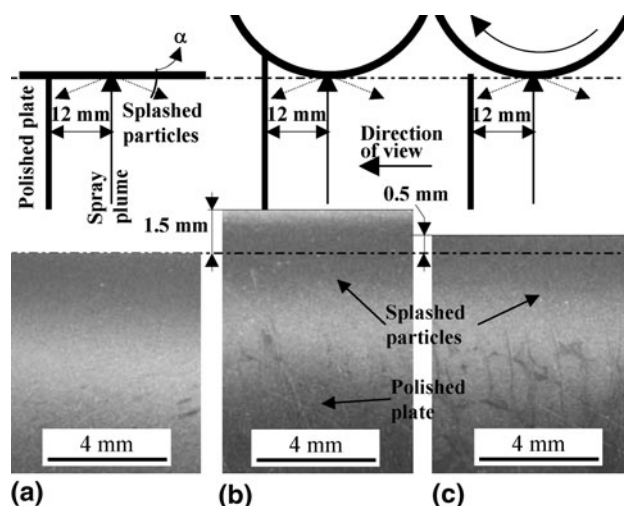 α
Polished plate
12 mm
Spray
plume
Splashed
particles
12 mm
Direction
of view
12 mm
1.5 mm
0.5 mm
Splashed
particles
Polished
plate
4 mm
4 mm
4 mm
(a)
(b)
(c)